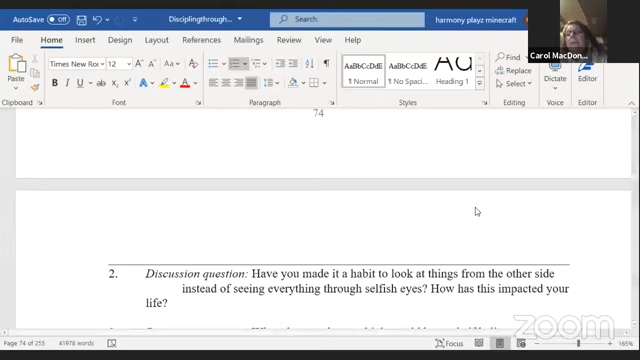 AutoSave Off Disciplingthrough... Search harmony playz minecraft
File Home Insert Draw Design Layout References Mailings Review View Help
Carol MacDon...
Paste Times New Roi 12 AaBbCcDdE AaBbCcDdE AaBbC Find Replace Select Dictate Editor
¶ Normal ¶ No Spaci... Heading 1
Clipboard Font Paragraph Styles Editing Voice Editor
74
2. Discussion question: Have you made it a habit to look at things from the other side
instead of seeing everything through selfish eyes? How has this impacted your
life?
zoom
Page 74 of 255 41978 words Focus 165%